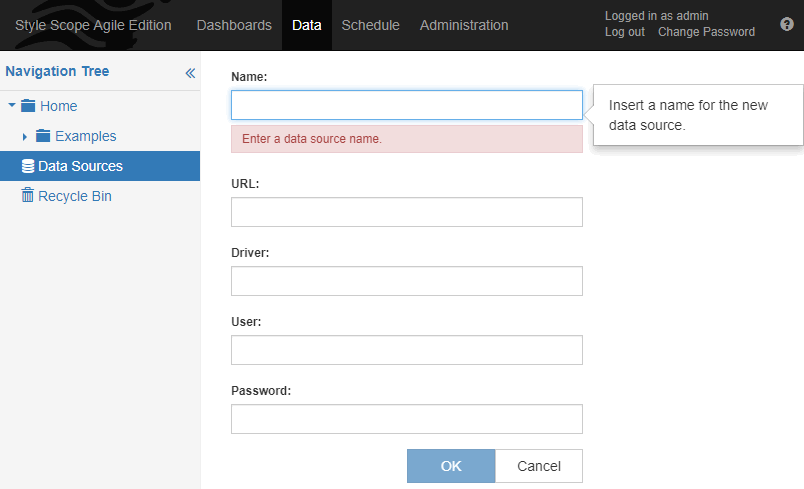 Style Scope Agile Edition
Dashboards
Data
Schedule
Administration
Logged in as admin
Log out Change Password
?
Navigation Tree
«
Home
Examples
Data Sources
Recycle Bin
Name:
Insert a name for the new
data source.
Enter a data source name.
URL:
Driver:
User:
Password:
OK
Cancel